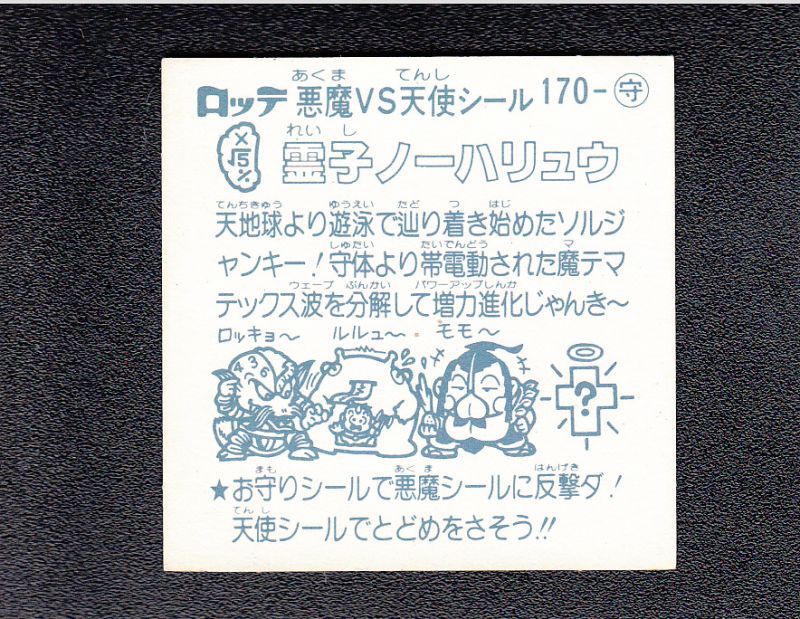 あくま てんし
ロッテ 悪魔VS天使シール 170-守
れい し
×√5% 霊子ノーハリュウ
てんちきゅう ゆうえい たど つ はじ
天地球より遊泳で辿り着き始めたソルジ
しゅたい たいでんどう マ
ャンキー!守体より帯電動された魔テマ
ウェーブ ぶんかい パワーアップしんか
テックス波を分解して増力進化じゃんき〜
ロッキョ〜 ルルュ〜 モモ〜
?
まも あくま はんげき
★お守りシールで悪魔シールに反撃ダ!
てんし
天使シールでとどめをさそう!!